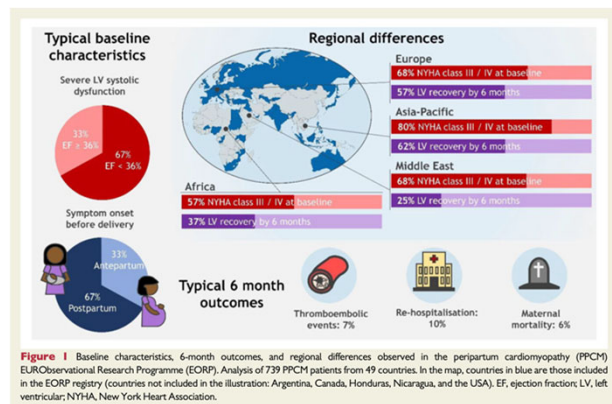 Typical baseline
characteristics
Severe LV systolic
dysfunction
33%
EF ≥ 36%
67%
EF < 36%
Symptom onset
before delivery
33%
Antepartum
67%
Postpartum
Regional differences
Europe
68% NYHA class III / IV at baseline
57% LV recovery by 6 months
Asia-Pacific
80% NYHA class III / IV at baseline
62% LV recovery by 6 months
Middle East
68% NYHA class III / IV at baseline
25% LV recovery by 6 months
Africa
57% NYHA class III / IV at baseline
37% LV recovery by 6 months
Typical 6 month
outcomes
Thromboembolic
events: 7%
Re-hospitalisation:
10%
Maternal
mortality: 6%
Figure 1 Baseline characteristics, 6-month outcomes, and regional differences observed in the peripartum cardiomyopathy (PPCM)
EURObservational Research Programme (EORP). Analysis of 739 PPCM patients from 49 countries. In the map, countries in blue are those included
in the EORP registry (countries not included in the illustration: Argentina, Canada, Honduras, Nicaragua, and the USA). EF, ejection fraction; LV, left
ventricular; NYHA, New York Heart Association.